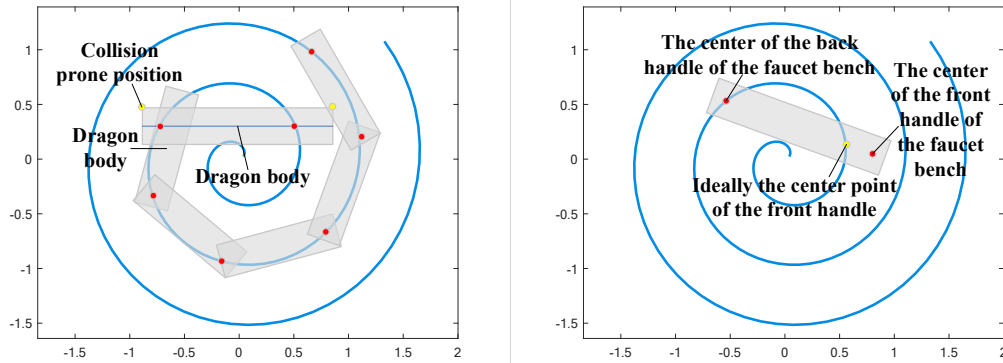 Collision
prone position
Dragon
body
Dragon body
1
0.5
0
-0.5
-1
-1.5
-1.5
-1
-0.5
0
0.5
1
1.5
2
The center of the back
handle of the faucet bench
The center
of the front
handle of
the faucet
bench
Ideally the center point
of the front handle
1
0.5
0
-0.5
-1
-1.5
-1.5
-1
-0.5
0
0.5
1
1.5
2